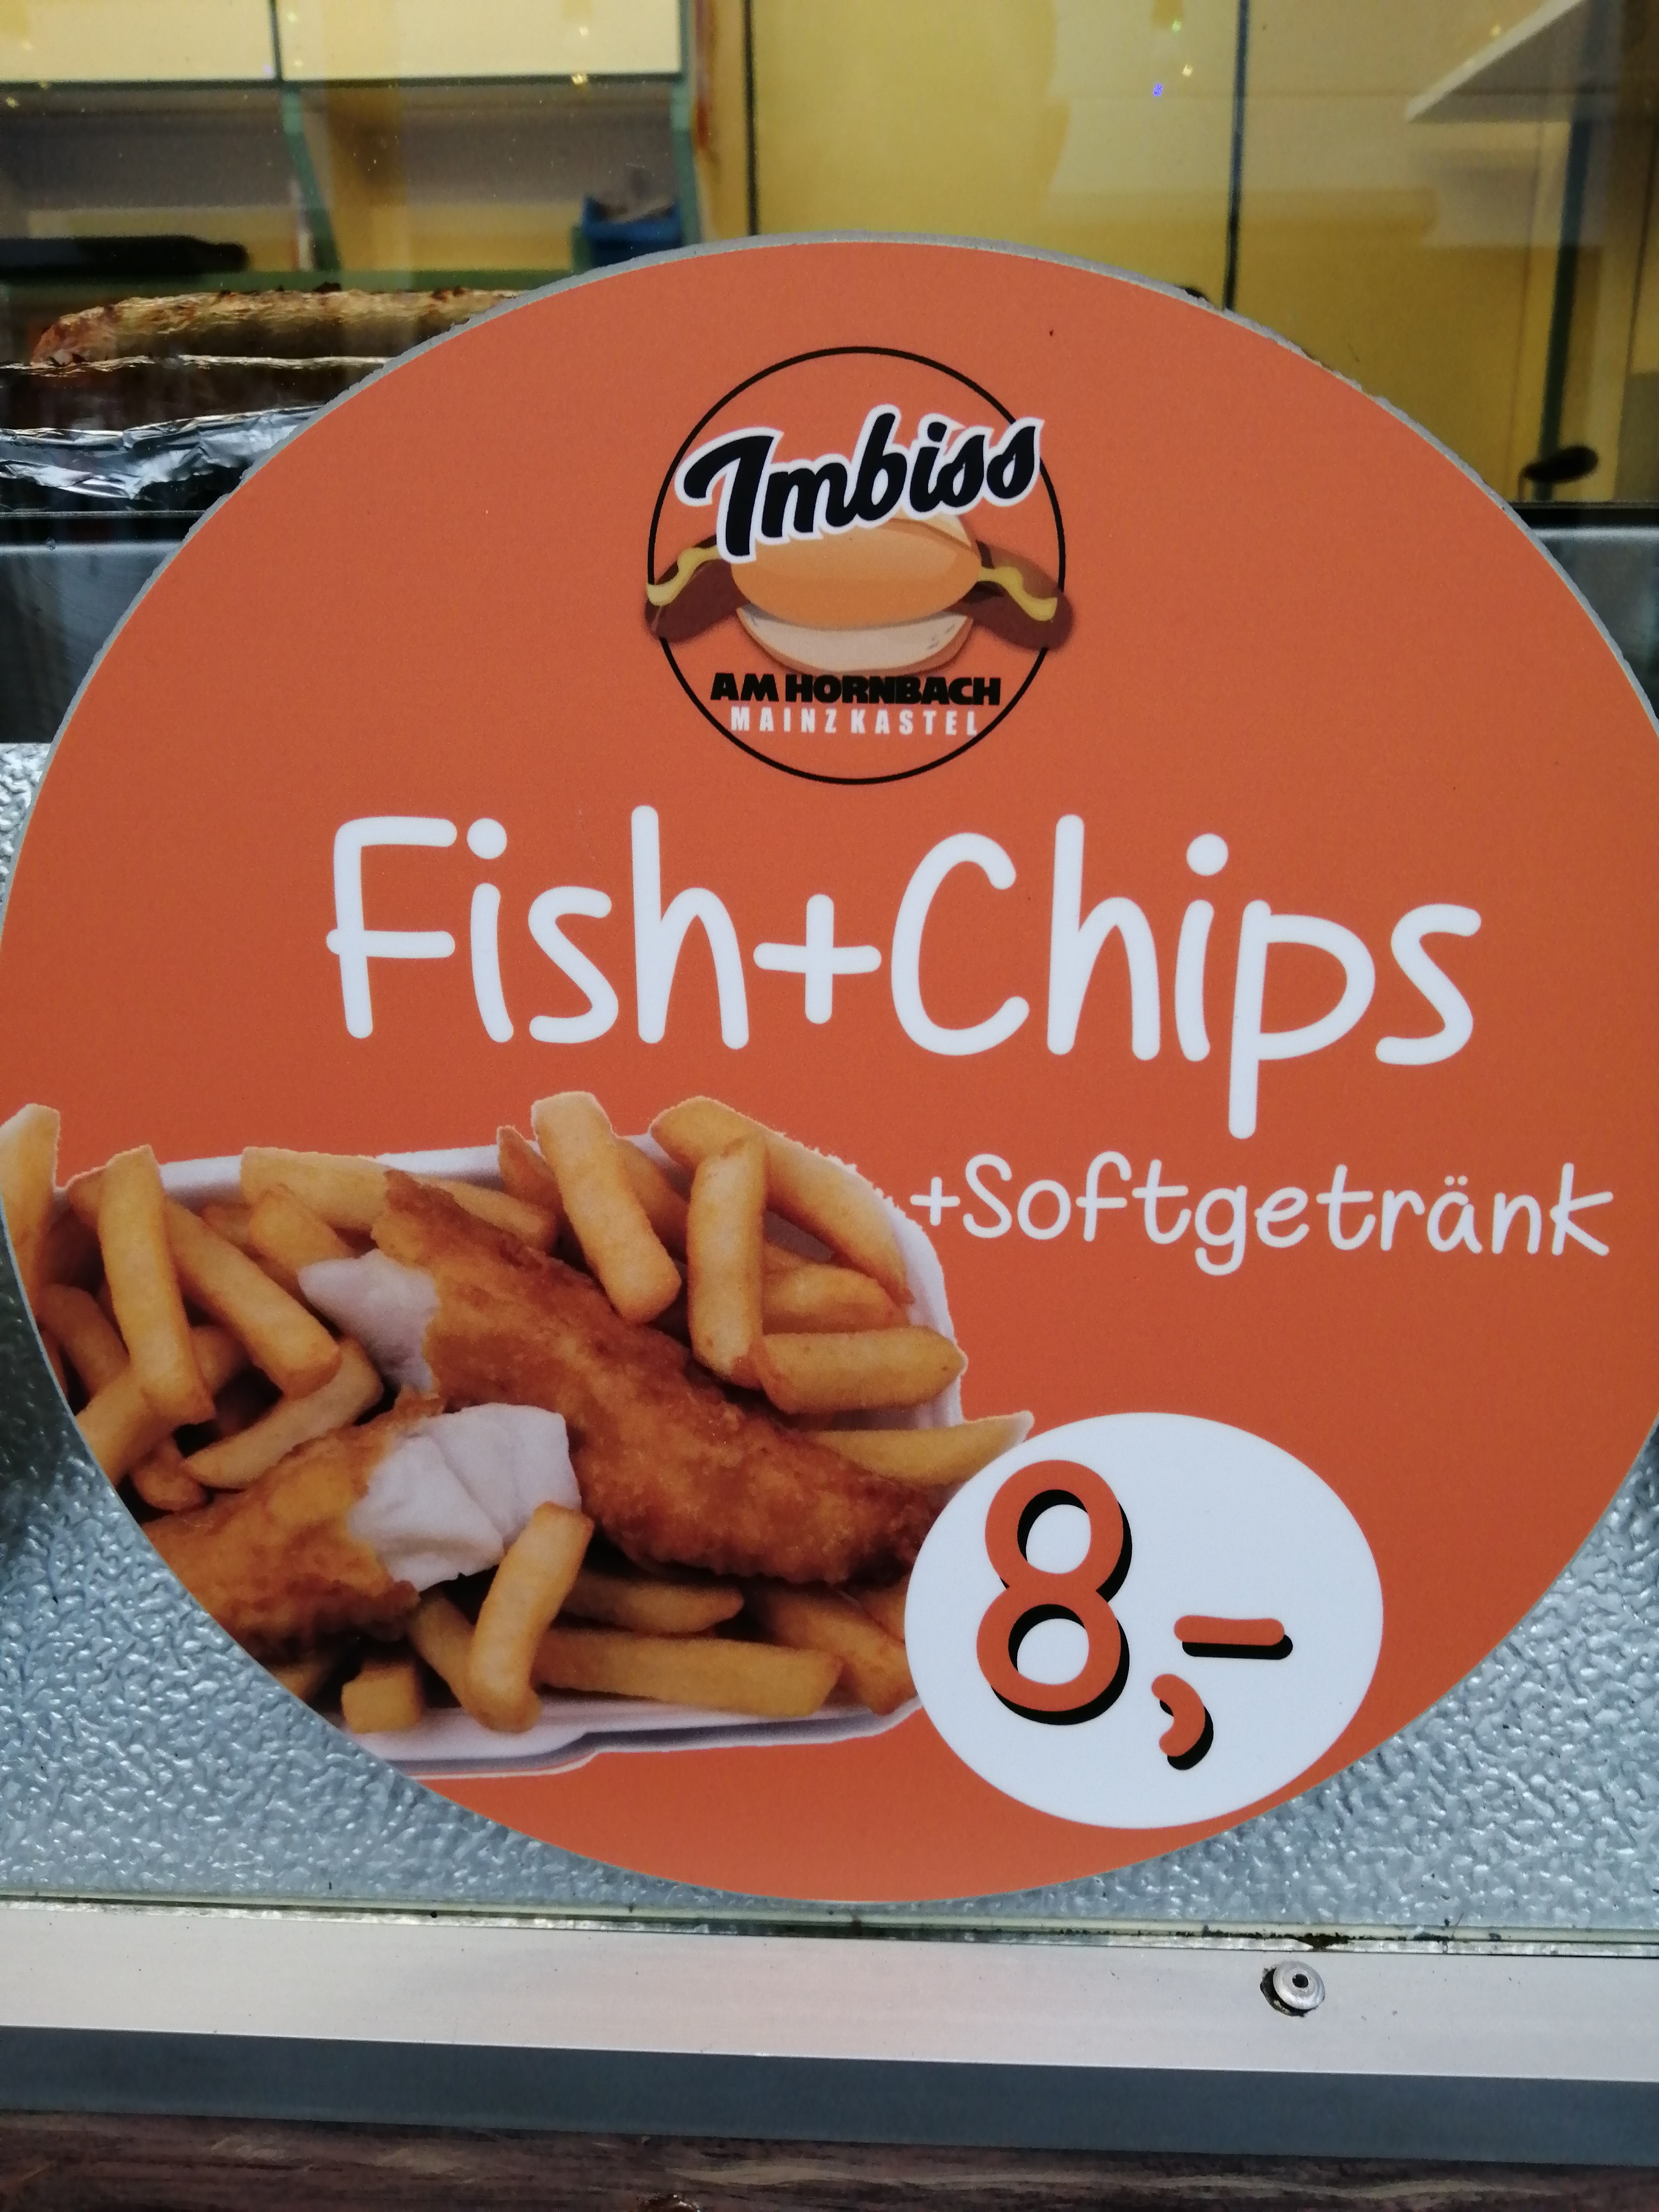 Imbiss
AM HORNBACH
MAINZ KASTEL
Fish+Chips
+Softgetränk
8,-